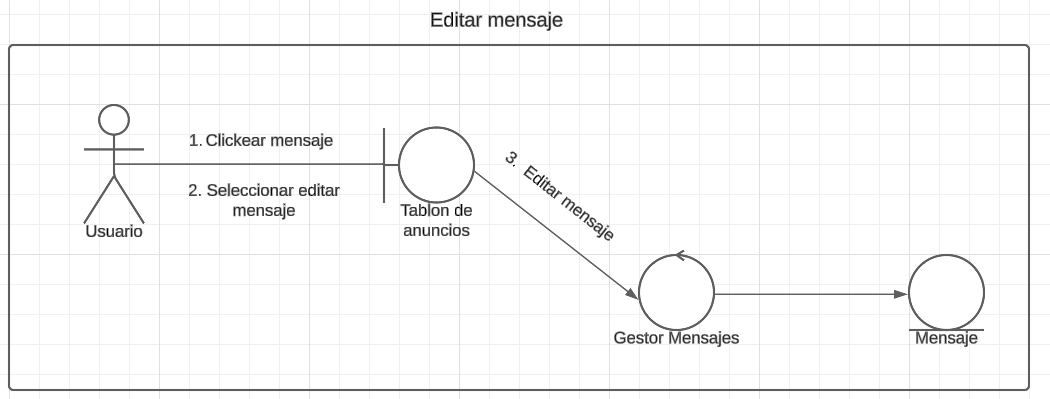 Editar mensaje
1. Clickear mensaje
2. Seleccionar editar
mensaje
Usuario
Tablon de
anuncios
3. Editar mensaje
Gestor Mensajes
Mensaje